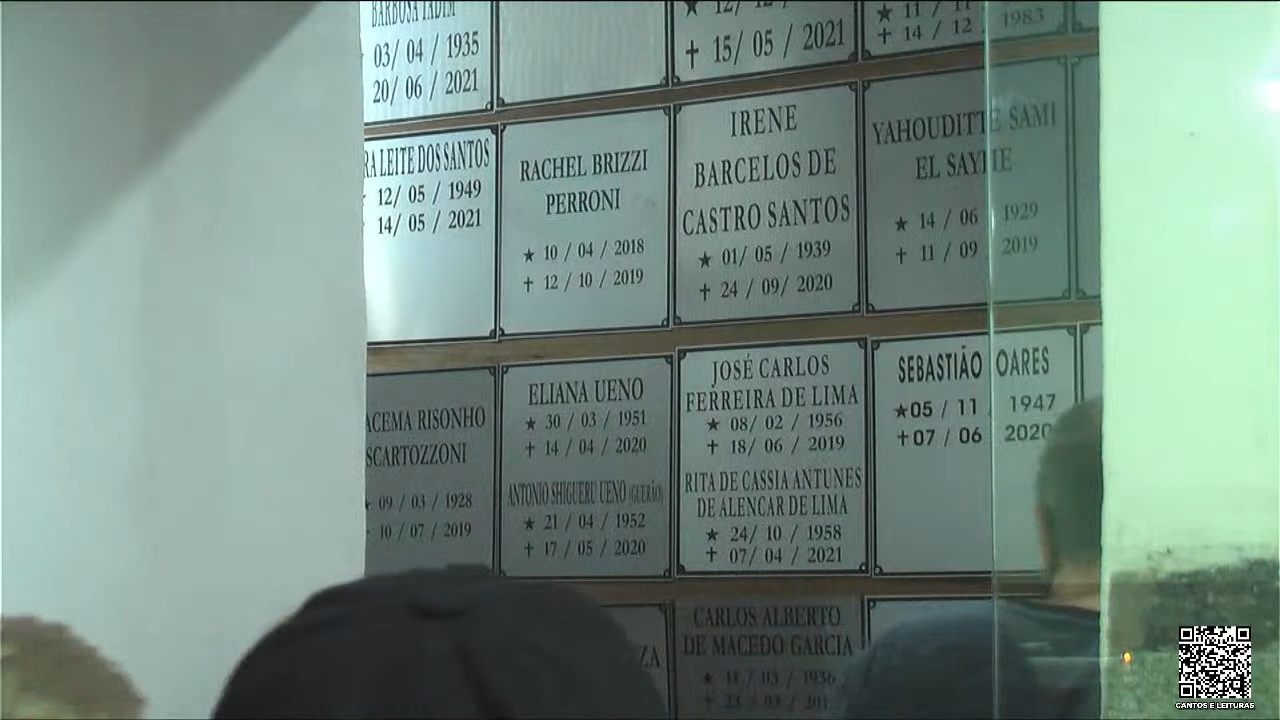 BARBOSA
03/ 04 / 1935
20/ 06 / 2021
15/ 05 / 2021
14 / 12
1983
RA LEITE DOS SANTOS
12/ 05 / 1949
14/ 05 / 2021
RACHEL BRIZZI
PERRONI
★ 10 / 04 / 2018
✝ 12 / 10 / 2019
IRENE
BARCELOS DE
CASTRO SANTOS
★ 01/ 05 / 1939
✝ 24 / 09/ 2020
YAHOUDITTE SAMI
EL
★ 14 / 06 1929
✝ 11 / 09 2019
ACEMA RISONHO
SCARTOZZONI
★ 09 / 03 / 1928
✝ 10 / 07 / 2019
ELIANA UENO
★ 30 / 03 / 1951
✝ 14 / 04 / 2020
ANTONIO SHIGUERU UENO
★ 21 / 04 / 1952
✝ 17 / 05 / 2020
JOSÉ CARLOS
FERREIRA DE LIMA
★ 08/ 02 / 1956
✝ 18/ 06 / 2019
RITA DE CASSIA ANTUNES
DE ALENCAR DE LIMA
★ 24/ 10 / 1958
✝ 07/ 04 / 2021
SEBASTIÃO OARES
★05 / 11 1947
✝07 / 06 2020
ZA
CARLOS ALBERTO
DE MACEDO GARCIA
CANTOS E LEITURAS